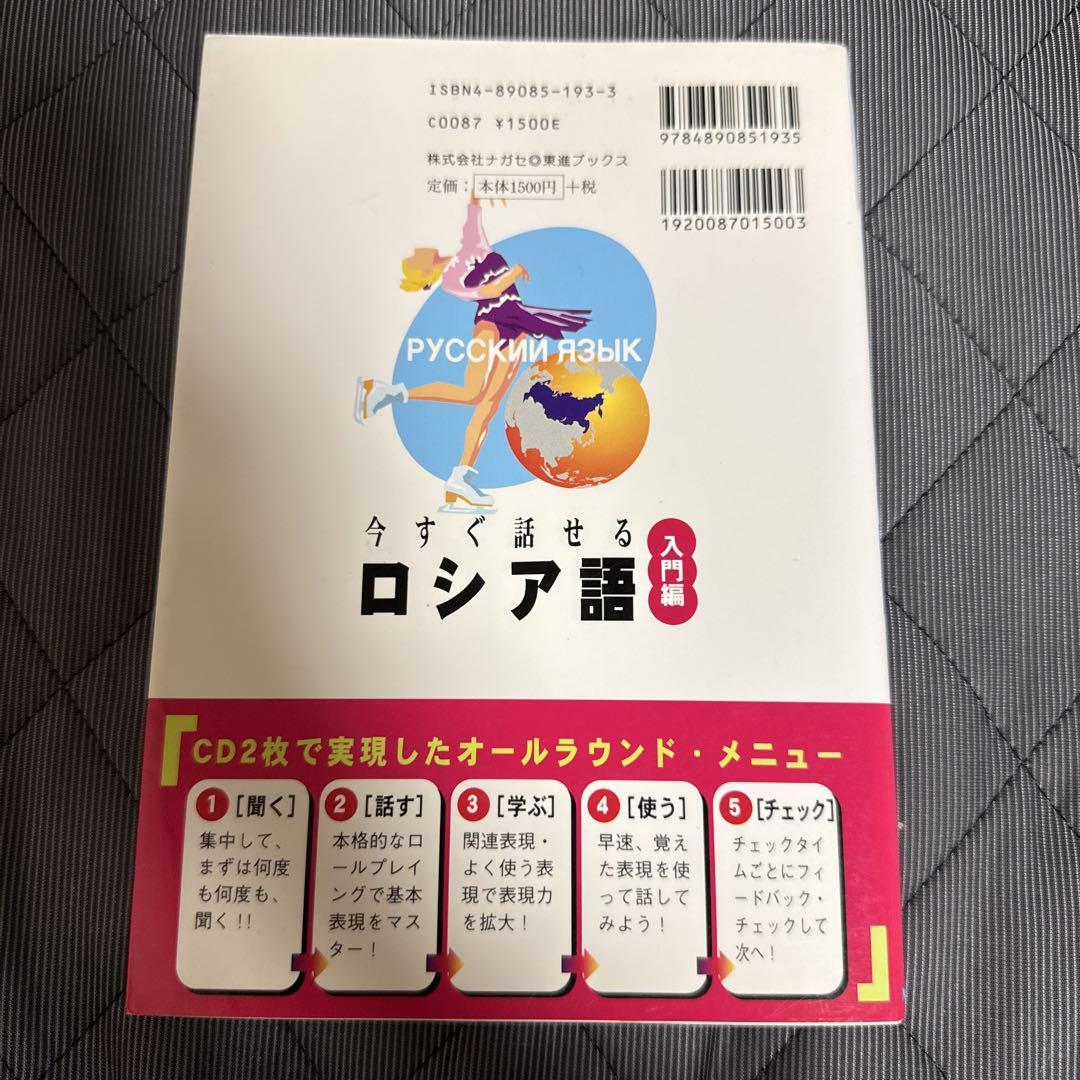 ISBN4-89085-193-3
C0087 ¥1500E
株式会社ナガセ◎東進ブックス
定価：本体1500円＋税
9784890851935
1920087015003
РУССКИЙ ЯЗЫК
今すぐ話せる
ロシア語
入門編
「CD2枚で実現したオールラウンド・メニュー」
1［聞く］
集中して、
まずは何度
も何度も、
聞く!!
2［話す］
本格的なロ
ールプレイ
ングで基本
表現をマス
ター！
3［学ぶ］
関連表現・
よく使う表
現で表現力
を拡大！
4［使う］
早速、覚え
た表現を使
って話して
みよう！
5［チェック］
チェックタイ
ムごとにフィ
ードバック・
チェックして
次へ！